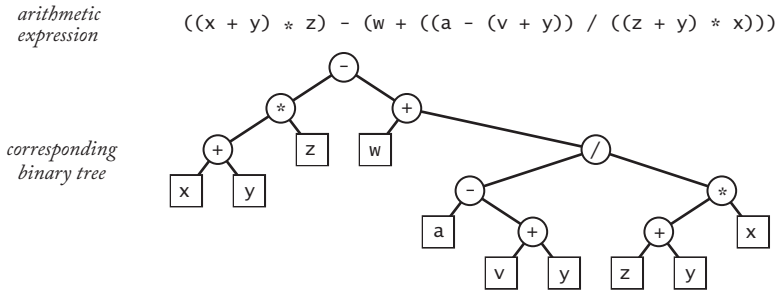 arithmetic
expression
((x + y) * z) - (w + ((a - (v + y)) / ((z + y) * x)))
-
* +
+ z w /
corresponding
binary tree
x y - *
a + + x
v y z y